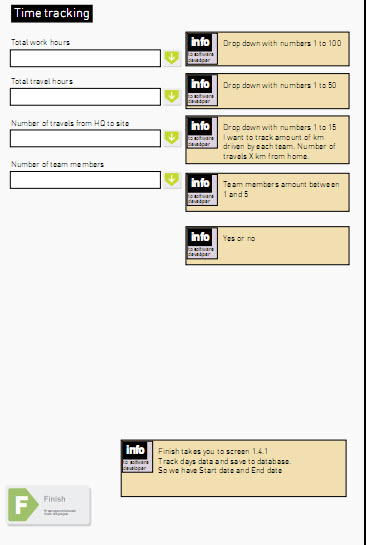 Time tracking
Total work hours
info
to software
developer
Drop down with numbers 1 to 100
Total travel hours
info
to software
developer
Drop down with numbers 1 to 50
Number of travels from HQ to site
info
to software
developer
Drop down with numbers 1 to 15
I want to track amount of km
driven by each team. Number of
travels X km from home.
Number of team members
info
to software
developer
Team members amount between
1 and 5
info
to software
developer
Yes or no
info
to software
developer
Finish takes you to screen 1.4.1
Track days data and save to database.
So we have Start date and End date
F
Finish